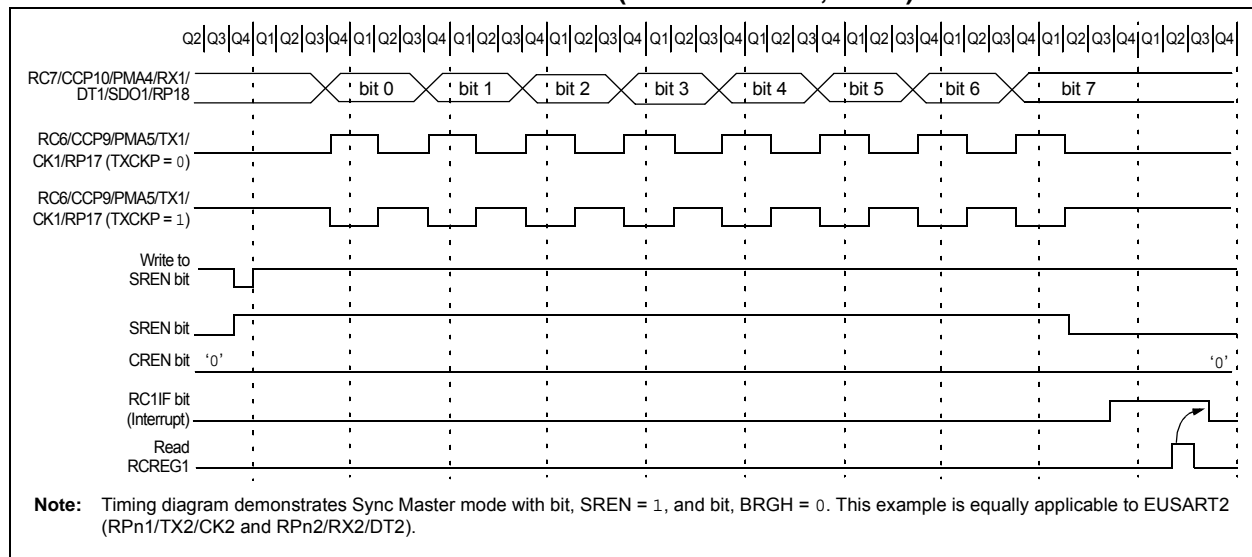 Q2 Q3 Q4 Q1 Q2 Q3 Q4 Q1 Q2 Q3 Q4 Q1 Q2 Q3 Q4 Q1 Q2 Q3 Q4 Q1 Q2 Q3 Q4 Q1 Q2 Q3 Q4 Q1 Q2 Q3 Q4 Q1 Q2 Q3 Q4 Q1 Q2 Q3 Q4 Q1 Q2 Q3 Q4
RC7/CCP10/PMA4/RX1/
DT1/SDO1/RP18
bit 0 bit 1 bit 2 bit 3 bit 4 bit 5 bit 6 bit 7
RC6/CCP9/PMA5/TX1/
CK1/RP17 (TXCKP = 0)
RC6/CCP9/PMA5/TX1/
CK1/RP17 (TXCKP = 1)
Write to
SREN bit
SREN bit
CREN bit '0' '0'
RC1IF bit
(Interrupt)
Read
RCREG1
Note: Timing diagram demonstrates Sync Master mode with bit, SREN = 1, and bit, BRGH = 0. This example is equally applicable to EUSART2
(RPn1/TX2/CK2 and RPn2/RX2/DT2).